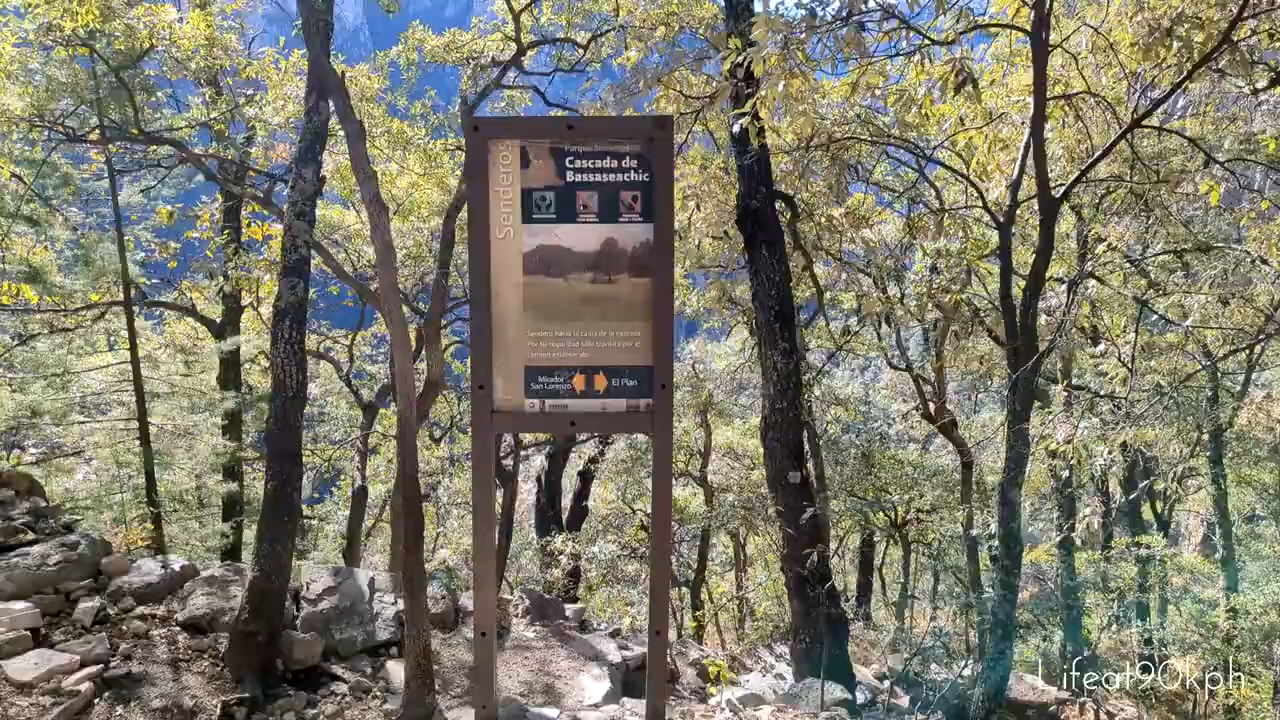 Senderos
Parque Nacional
Cascada de
Bassaseachic
Sendero hacia la caída de la cascada
Por tu seguridad sólo transita por el
camino establecido
Mirador
San Lorenzo
El Plan
Lifeat90kph